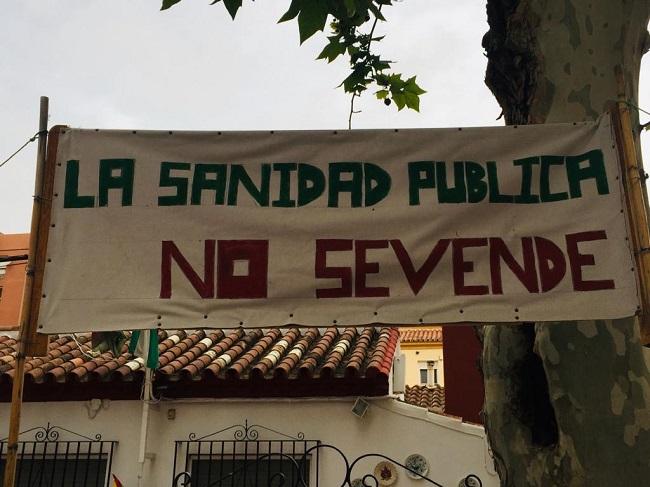 LA SANIDAD PUBLICA
NO SEVENDE